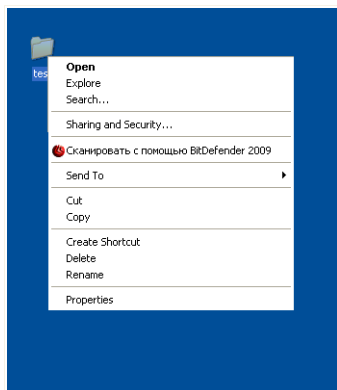 tes
Open
Explore
Search...
Sharing and Security...
Сканировать с помощью BitDefender 2009
Send To
Cut
Copy
Create Shortcut
Delete
Rename
Properties